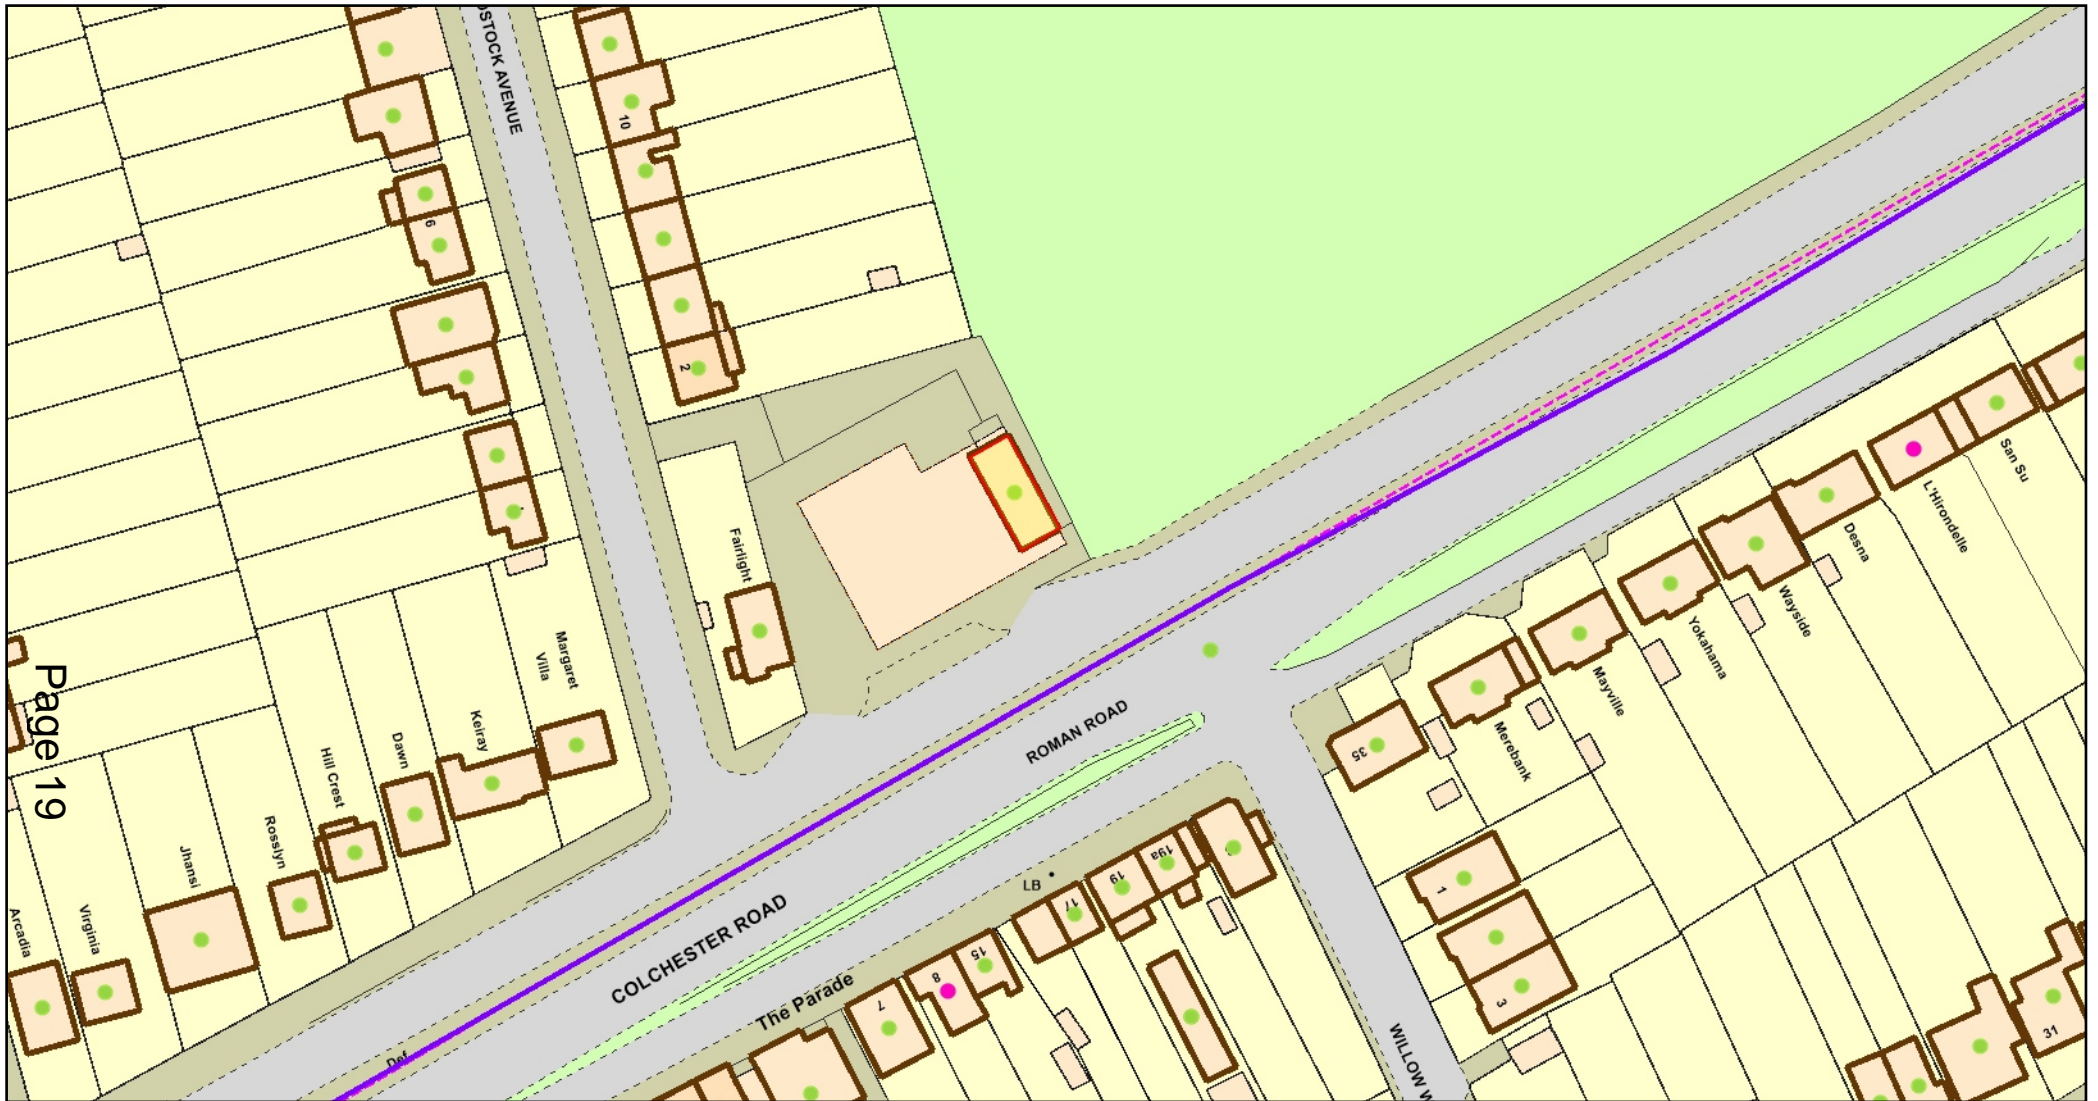 OSTOCK AVENUE
10
6
2
Fairlight
Margaret
Villa
Keiray
Dawn
Hill Crest
Rosslyn
Jhansi
Virginia
Arcadia
Page 19
San Su
L'Hirondelle
Desna
Wayside
Yokahama
Mayville
Merebank
35
ROMAN ROAD
COLCHESTER ROAD
The Parade
LB
19a
19
17
15
8
7
1
3
31
WILLOW W
Def